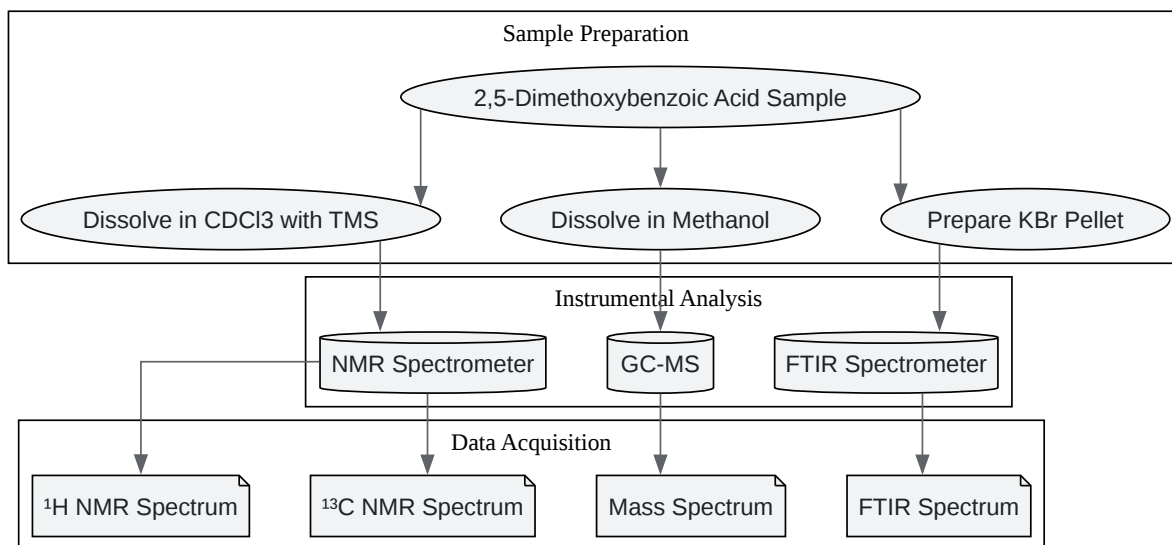 Sample Preparation
2,5-Dimethoxybenzoic Acid Sample
Dissolve in CDCl3 with TMS
Dissolve in Methanol
Prepare KBr Pellet
Instrumental Analysis
NMR Spectrometer
GC-MS
FTIR Spectrometer
Data Acquisition
¹H NMR Spectrum
¹³C NMR Spectrum
Mass Spectrum
FTIR Spectrum